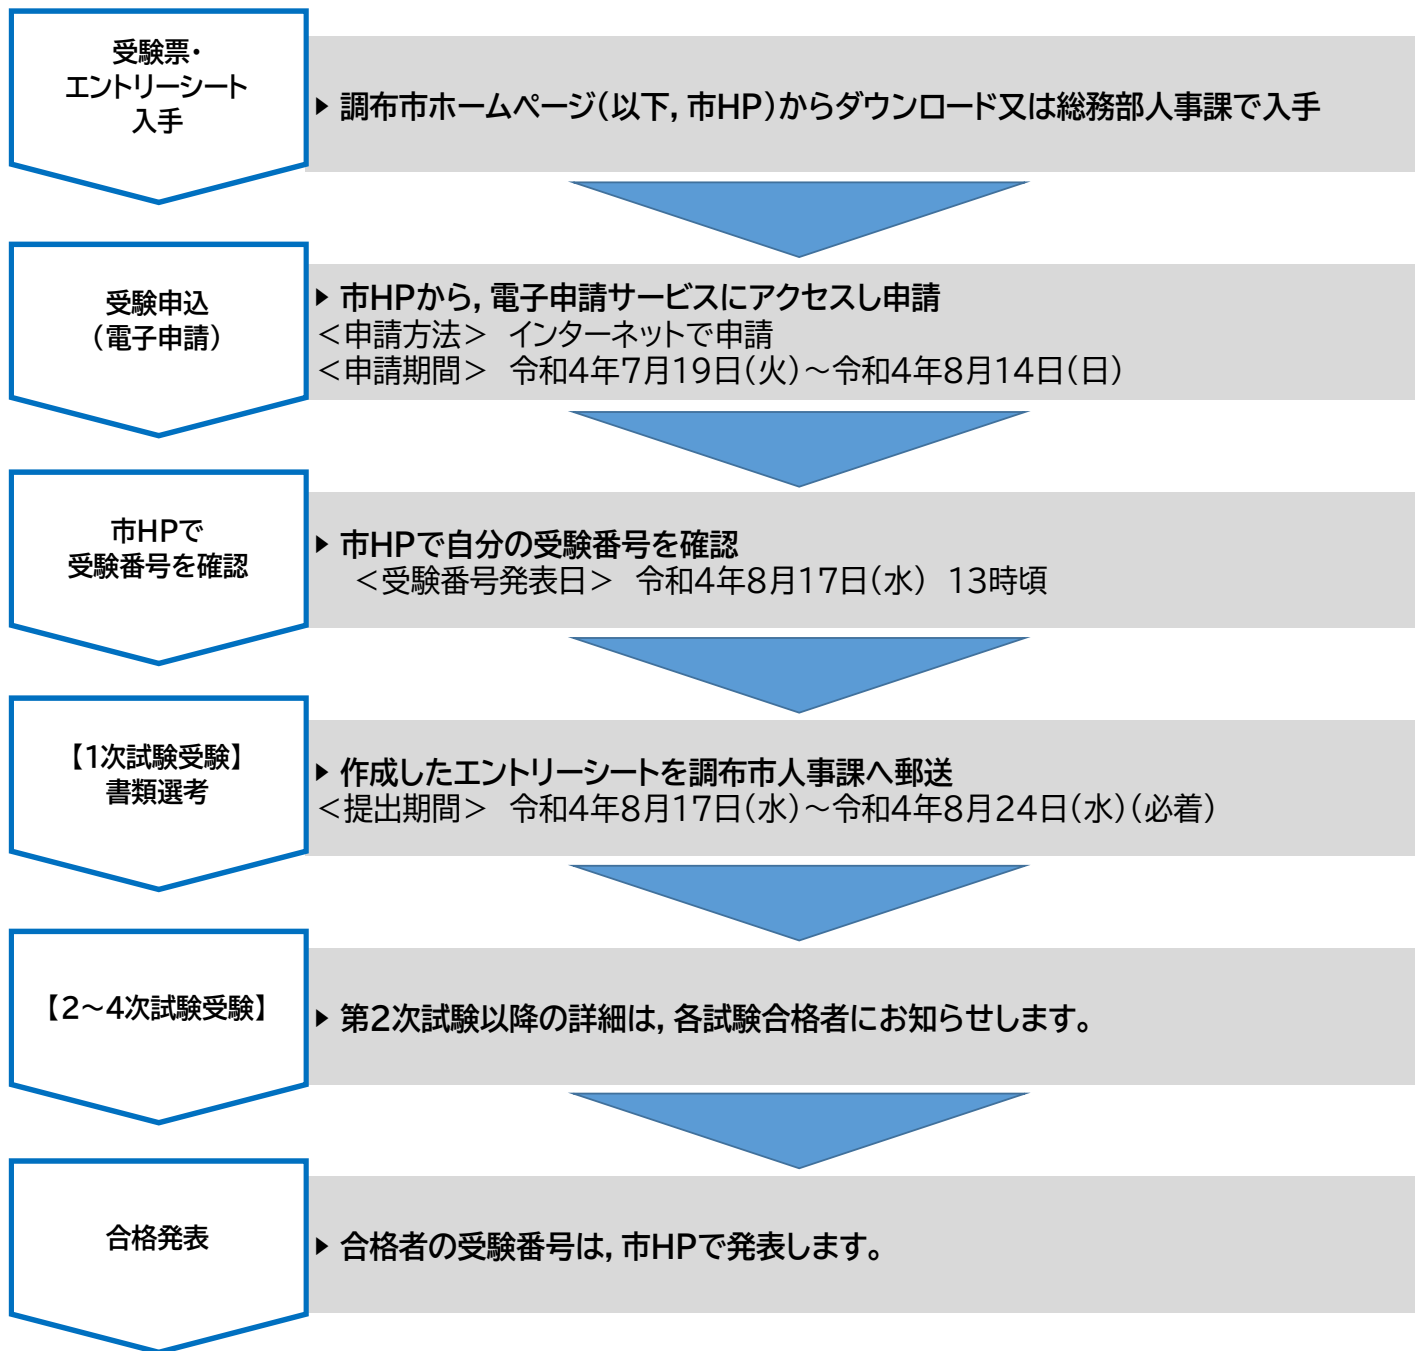 受験票・
エントリーシート
入手
▶ 調布市ホームページ（以下，市HP）からダウンロード又は総務部人事課で入手
受験申込
（電子申請）
▶ 市HPから，電子申請サービスにアクセスし申請
＜申請方法＞　インターネットで申請
＜申請期間＞　令和4年7月19日（火）～令和4年8月14日（日）
市HPで
受験番号を確認
▶ 市HPで自分の受験番号を確認
＜受験番号発表日＞　令和4年8月17日（水）　13時頃
【1次試験受験】
書類選考
▶ 作成したエントリーシートを調布市人事課へ郵送
＜提出期間＞　令和4年8月17日（水）～令和4年8月24日（水）（必着）
【2～4次試験受験】
▶ 第2次試験以降の詳細は，各試験合格者にお知らせします。
合格発表
▶ 合格者の受験番号は，市HPで発表します。